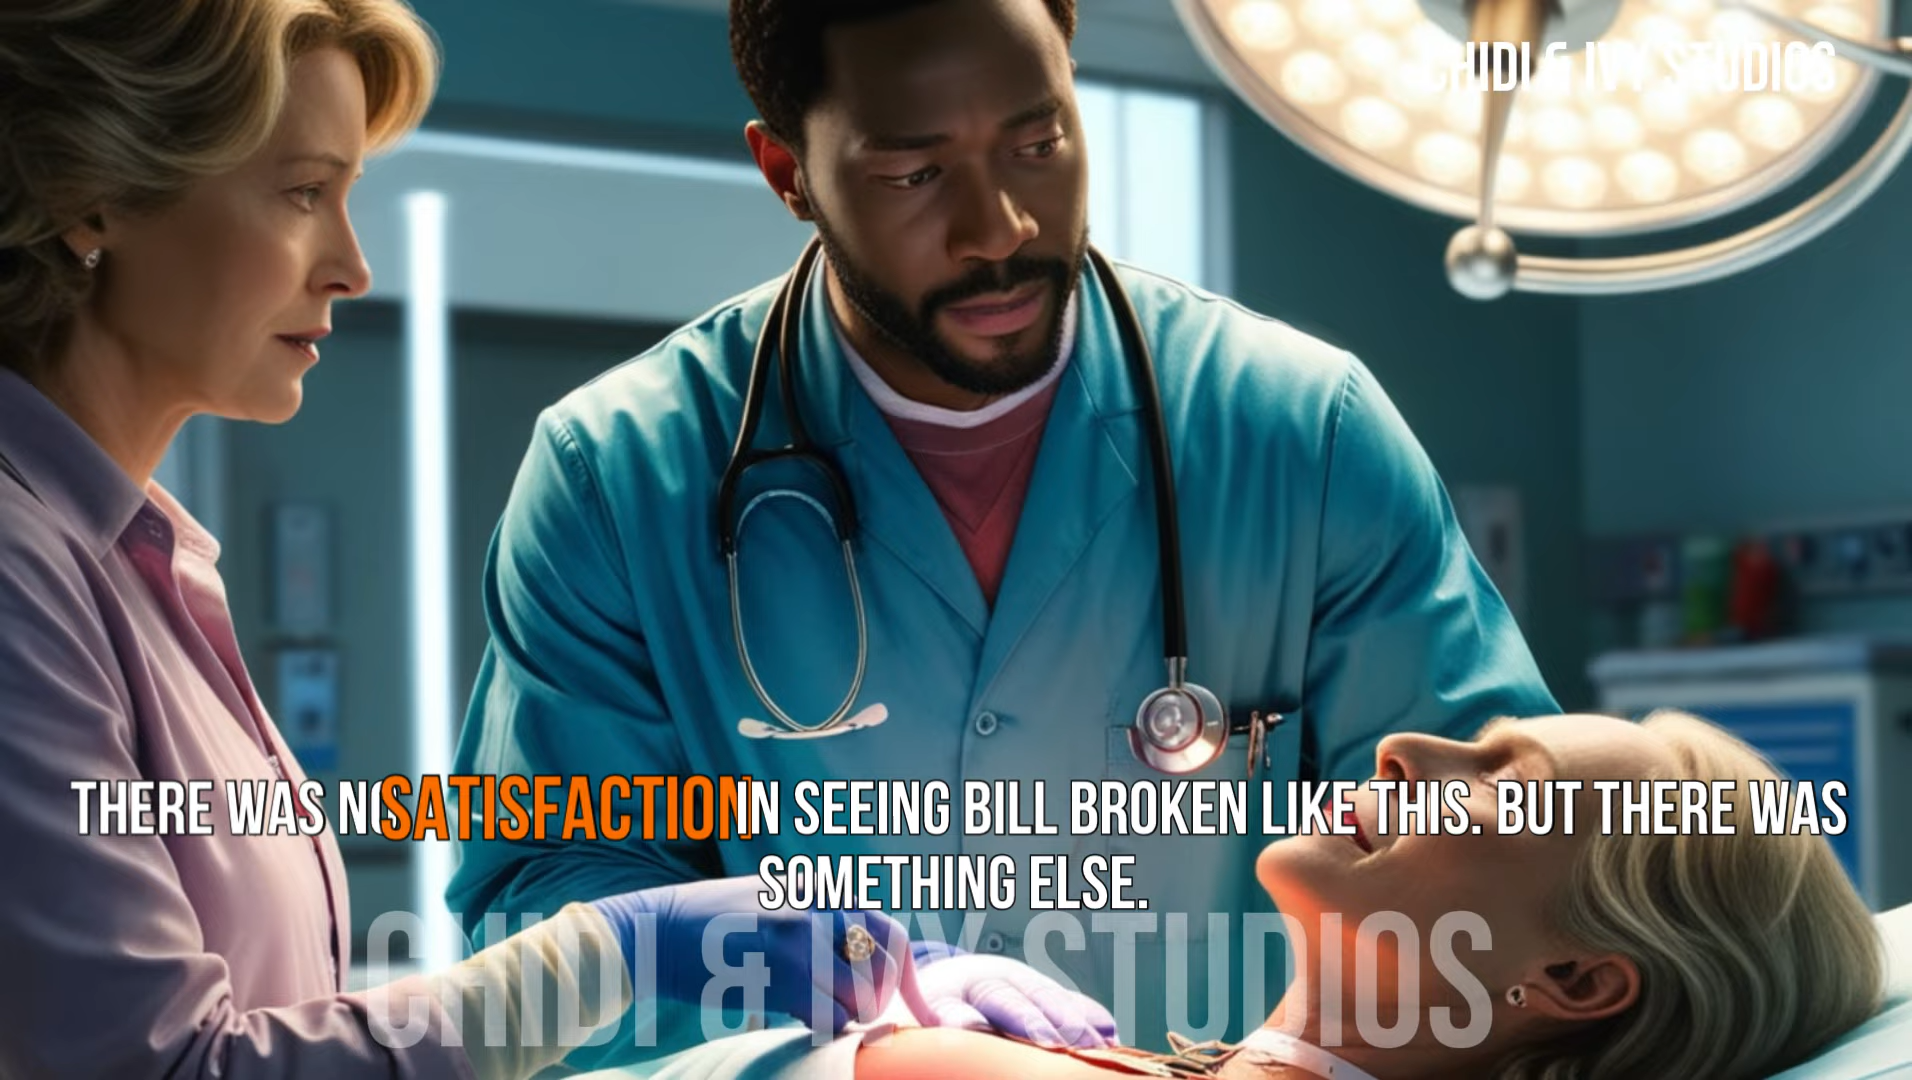 CHIDI & IVY STUDIOS
THERE WAS NO SATISFACTION IN SEEING BILL BROKEN LIKE THIS. BUT THERE WAS
SOMETHING ELSE.
CHIDI & IVY STUDIOS